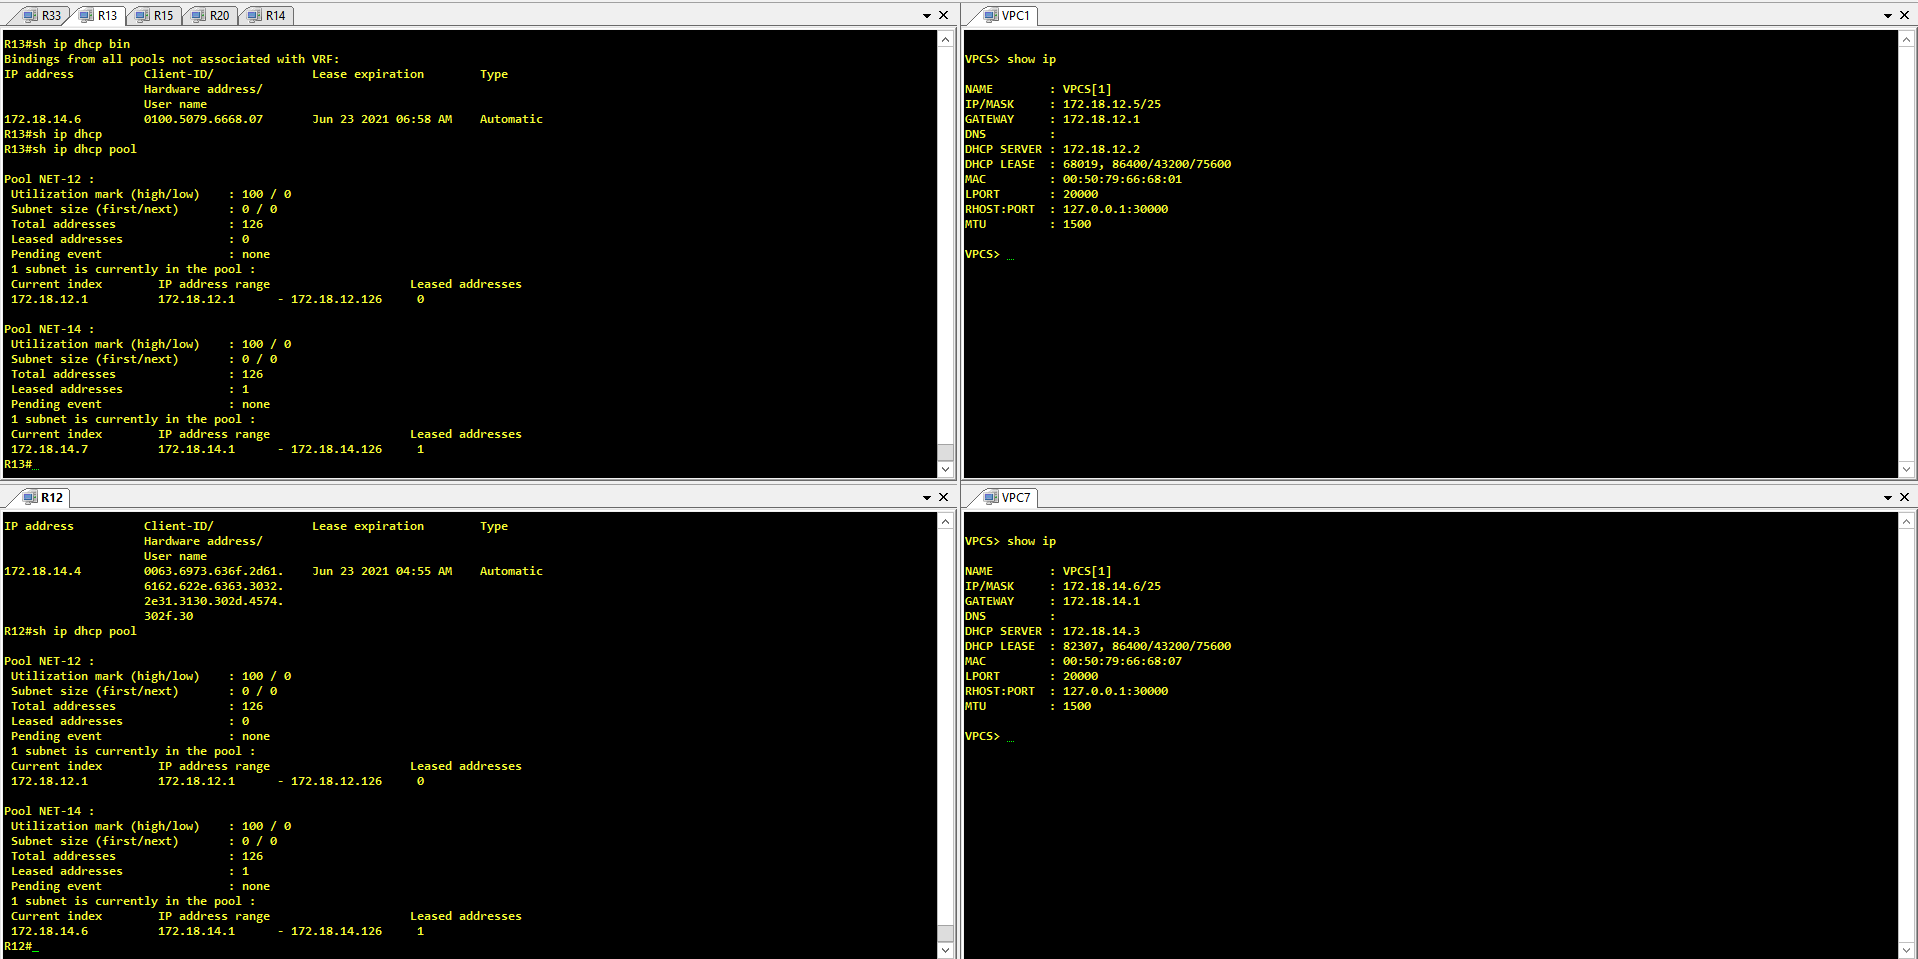 R33 R13 R15 R20 R14
R13#sh ip dhcp bin
Bindings from all pools not associated with VRF:
IP address          Client-ID/              Lease expiration        Type
                    Hardware address/
                    User name
172.18.14.6         0100.5079.6668.07       Jun 23 2021 06:58 AM    Automatic
R13#sh ip dhcp
R13#sh ip dhcp pool
Pool NET-12 :
 Utilization mark (high/low)    : 100 / 0
 Subnet size (first/next)       : 0 / 0
 Total addresses                : 126
 Leased addresses               : 0
 Pending event                  : none
 1 subnet is currently in the pool :
 Current index        IP address range                    Leased addresses
 172.18.12.1          172.18.12.1      - 172.18.12.126     0
Pool NET-14 :
 Utilization mark (high/low)    : 100 / 0
 Subnet size (first/next)       : 0 / 0
 Total addresses                : 126
 Leased addresses               : 1
 Pending event                  : none
 1 subnet is currently in the pool :
 Current index        IP address range                    Leased addresses
 172.18.14.7          172.18.14.1      - 172.18.14.126     1
R13#_
VPC1
VPCS> show ip
NAME        : VPCS[1]
IP/MASK     : 172.18.12.5/25
GATEWAY     : 172.18.12.1
DNS         :
DHCP SERVER : 172.18.12.2
DHCP LEASE  : 68019, 86400/43200/75600
MAC         : 00:50:79:66:68:01
LPORT       : 20000
RHOST:PORT  : 127.0.0.1:30000
MTU         : 1500
VPCS> _
R12
IP address          Client-ID/              Lease expiration        Type
                    Hardware address/
                    User name
172.18.14.4         0063.6973.636f.2d61.    Jun 23 2021 04:55 AM    Automatic
                    6162.622e.6363.3032.
                    2e31.3130.302d.4574.
                    302f.30
R12#sh ip dhcp pool
Pool NET-12 :
 Utilization mark (high/low)    : 100 / 0
 Subnet size (first/next)       : 0 / 0
 Total addresses                : 126
 Leased addresses               : 0
 Pending event                  : none
 1 subnet is currently in the pool :
 Current index        IP address range                    Leased addresses
 172.18.12.1          172.18.12.1      - 172.18.12.126     0
Pool NET-14 :
 Utilization mark (high/low)    : 100 / 0
 Subnet size (first/next)       : 0 / 0
 Total addresses                : 126
 Leased addresses               : 1
 Pending event                  : none
 1 subnet is currently in the pool :
 Current index        IP address range                    Leased addresses
 172.18.14.6          172.18.14.1      - 172.18.14.126     1
R12#_
VPC7
VPCS> show ip
NAME        : VPCS[1]
IP/MASK     : 172.18.14.6/25
GATEWAY     : 172.18.14.1
DNS         :
DHCP SERVER : 172.18.14.3
DHCP LEASE  : 82307, 86400/43200/75600
MAC         : 00:50:79:66:68:07
LPORT       : 20000
RHOST:PORT  : 127.0.0.1:30000
MTU         : 1500
VPCS> _